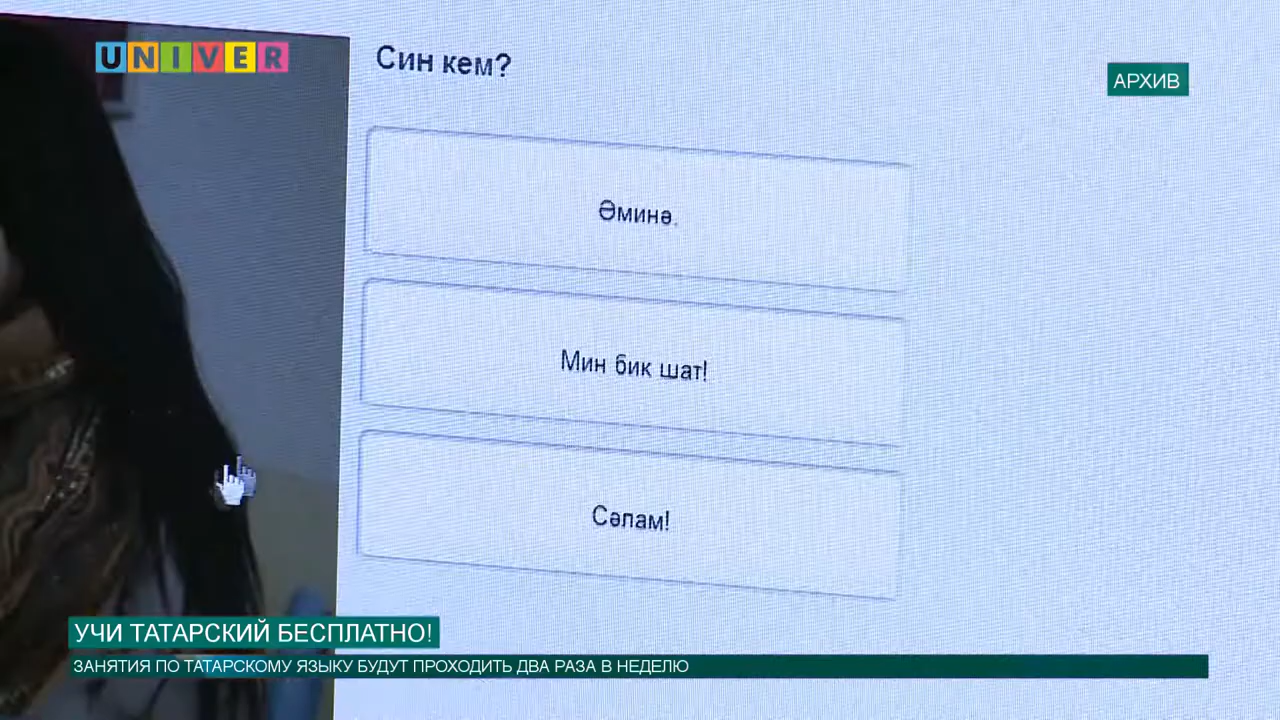 UNIVER
Син кем?
АРХИВ
Әминә.
Мин бик шат!
Сәлам!
УЧИ ТАТАРСКИЙ БЕСПЛАТНО!
ЗАНЯТИЯ ПО ТАТАРСКОМУ ЯЗЫКУ БУДУТ ПРОХОДИТЬ ДВА РАЗА В НЕДЕЛЮ